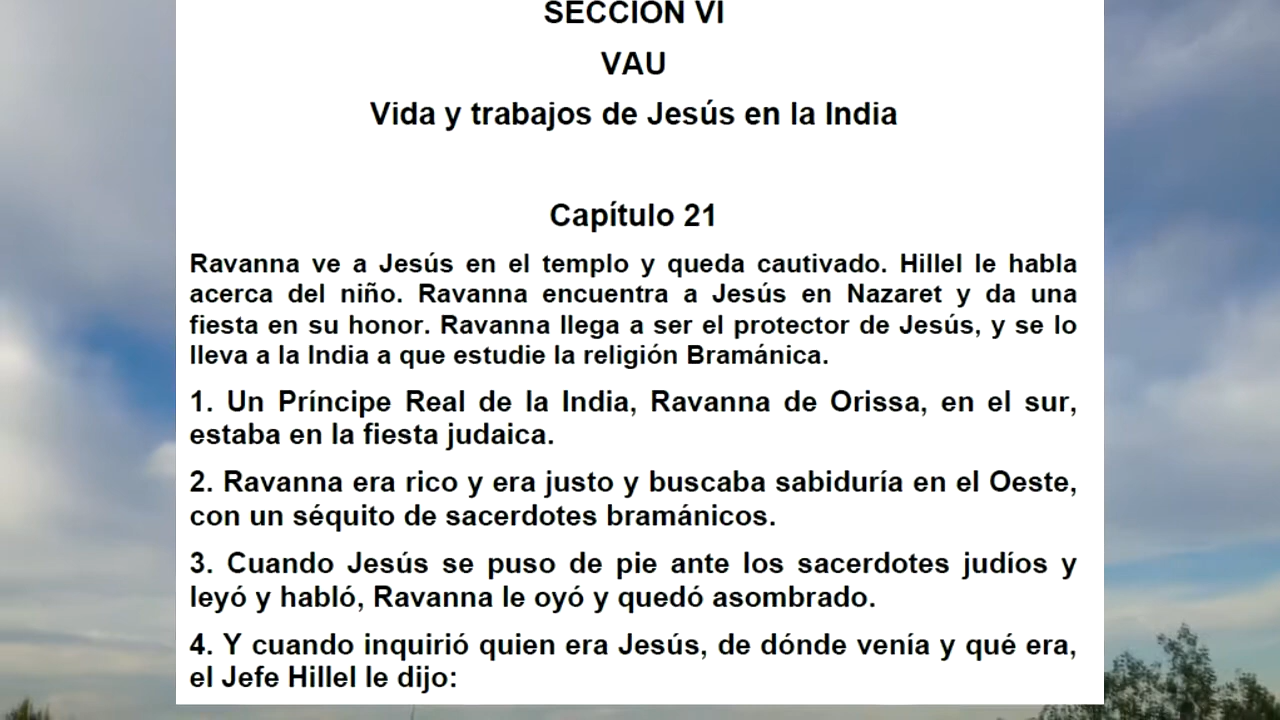 SECCIÓN VI
VAU
Vida y trabajos de Jesús en la India
Capítulo 21
Ravanna ve a Jesús en el templo y queda cautivado. Hillel le habla
acerca del niño. Ravanna encuentra a Jesús en Nazaret y da una
fiesta en su honor. Ravanna llega a ser el protector de Jesús, y se lo
lleva a la India a que estudie la religión Bramánica.
1. Un Príncipe Real de la India, Ravanna de Orissa, en el sur,
estaba en la fiesta judaica.
2. Ravanna era rico y era justo y buscaba sabiduría en el Oeste,
con un séquito de sacerdotes bramánicos.
3. Cuando Jesús se puso de pie ante los sacerdotes judíos y
leyó y habló, Ravanna le oyó y quedó asombrado.
4. Y cuando inquirió quien era Jesús, de dónde venía y qué era,
el Jefe Hillel le dijo: